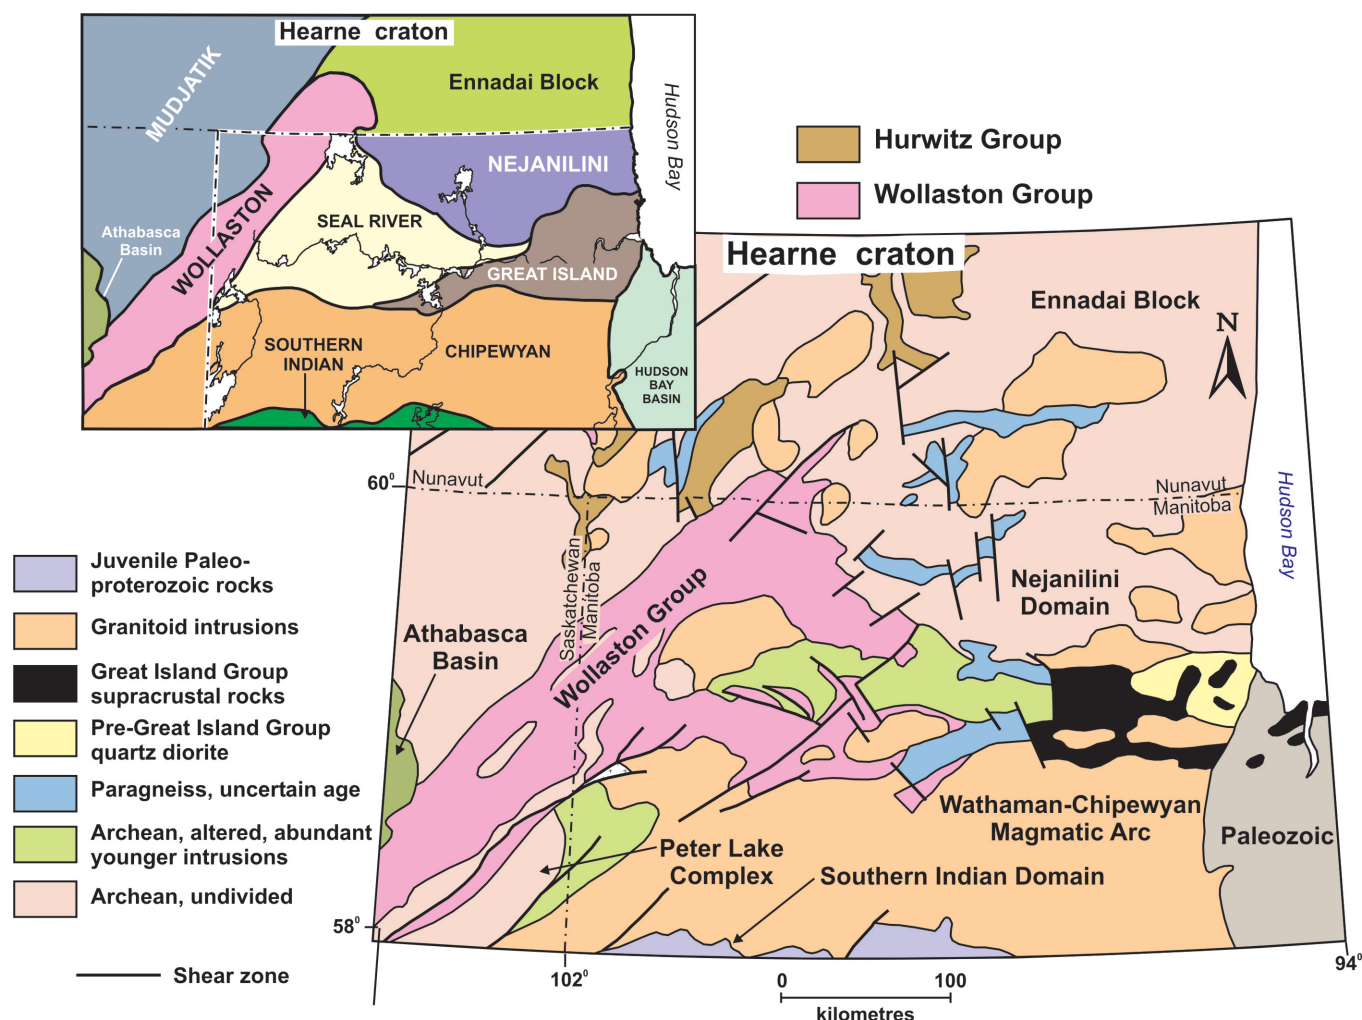 Hearne craton
MUDJATIK
Ennadai Block
Hudson Bay
NEJANILINI
Athabasca
Basin
WOLLASTON
SEAL RIVER
GREAT ISLAND
SOUTHERN
INDIAN
CHIPEWYAN
HUDSON
BAY
BASIN
Hurwitz Group
Wollaston Group
Hearne craton
Ennadai Block
N
60⁰
Nunavut
Nunavut
Manitoba
Hudson Bay
Saskatchewan
Manitoba
Nejanilini
Domain
Wollaston Group
Athabasca
Basin
Juvenile Paleo-
proterozoic rocks
Granitoid intrusions
Great Island Group
supracrustal rocks
Pre-Great Island Group
quartz diorite
Paragneiss, uncertain age
Archean, altered, abundant
younger intrusions
Archean, undivided
Shear zone
Wathaman-Chipewyan
Magmatic Arc
Paleozoic
Peter Lake
Complex
Southern Indian Domain
58⁰
102⁰
94⁰
0 100
kilometres